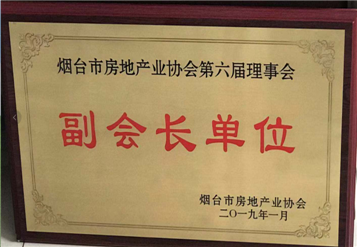 烟台市房地产业协会第六届理事会
副会长单位
烟台市房地产业协会
二〇一九年一月